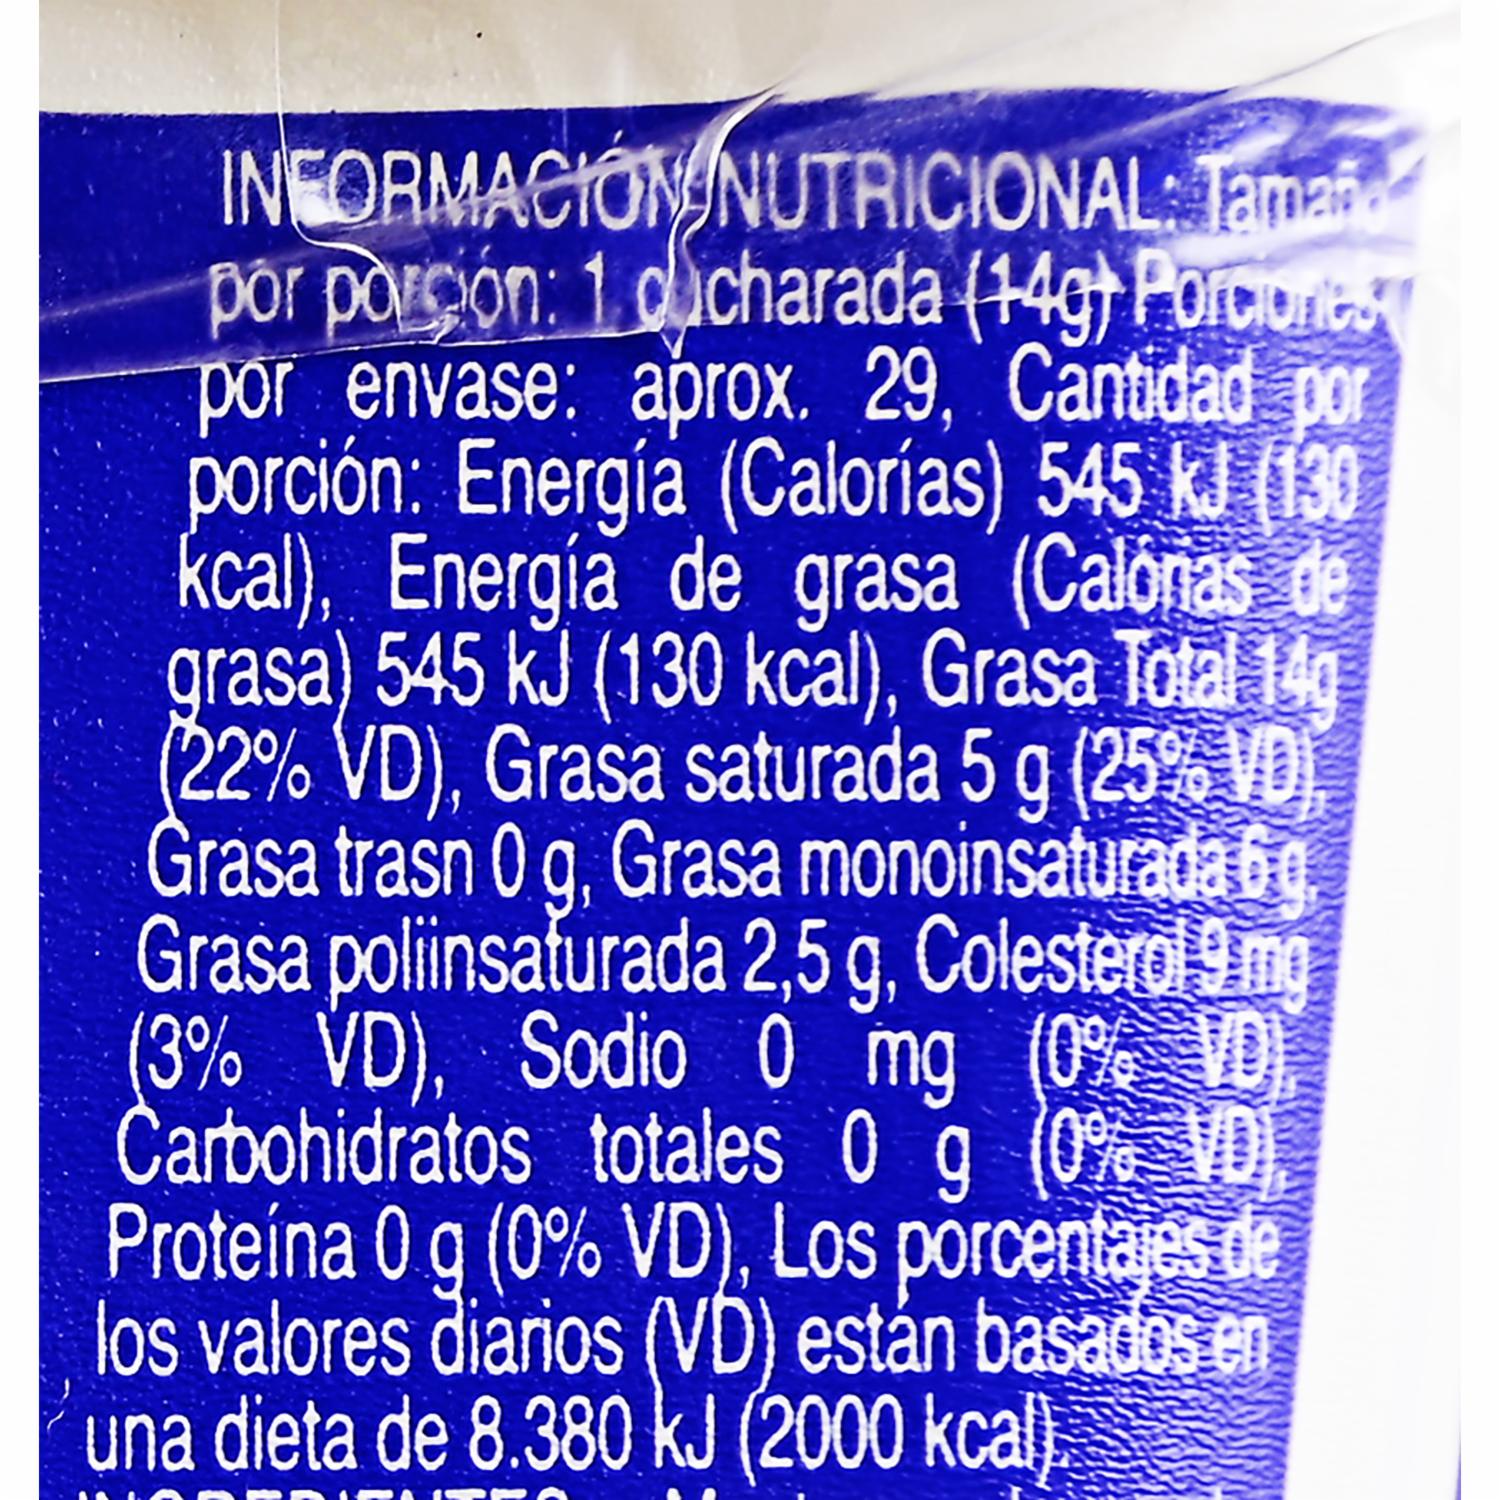 INFORMACIÓN NUTRICIONAL: Tamaño
por porción: 1 cucharada (14g) Porciones
por envase: aprox. 29, Cantidad por
porción: Energía (Calorías) 545 kJ (130
kcal), Energía de grasa (Calorías de
grasa) 545 kJ (130 kcal), Grasa Total 14g
(22% VD), Grasa saturada 5 g (25% VD),
Grasa trasn 0 g, Grasa monoinsaturada 6 g,
Grasa poliinsaturada 2,5 g, Colesterol 9 mg
(3% VD), Sodio 0 mg (0% VD),
Carbohidratos totales 0 g (0% VD),
Proteína 0 g (0% VD), Los porcentajes de
los valores diarios (VD) están basados en
una dieta de 8.380 kJ (2000 kcal).